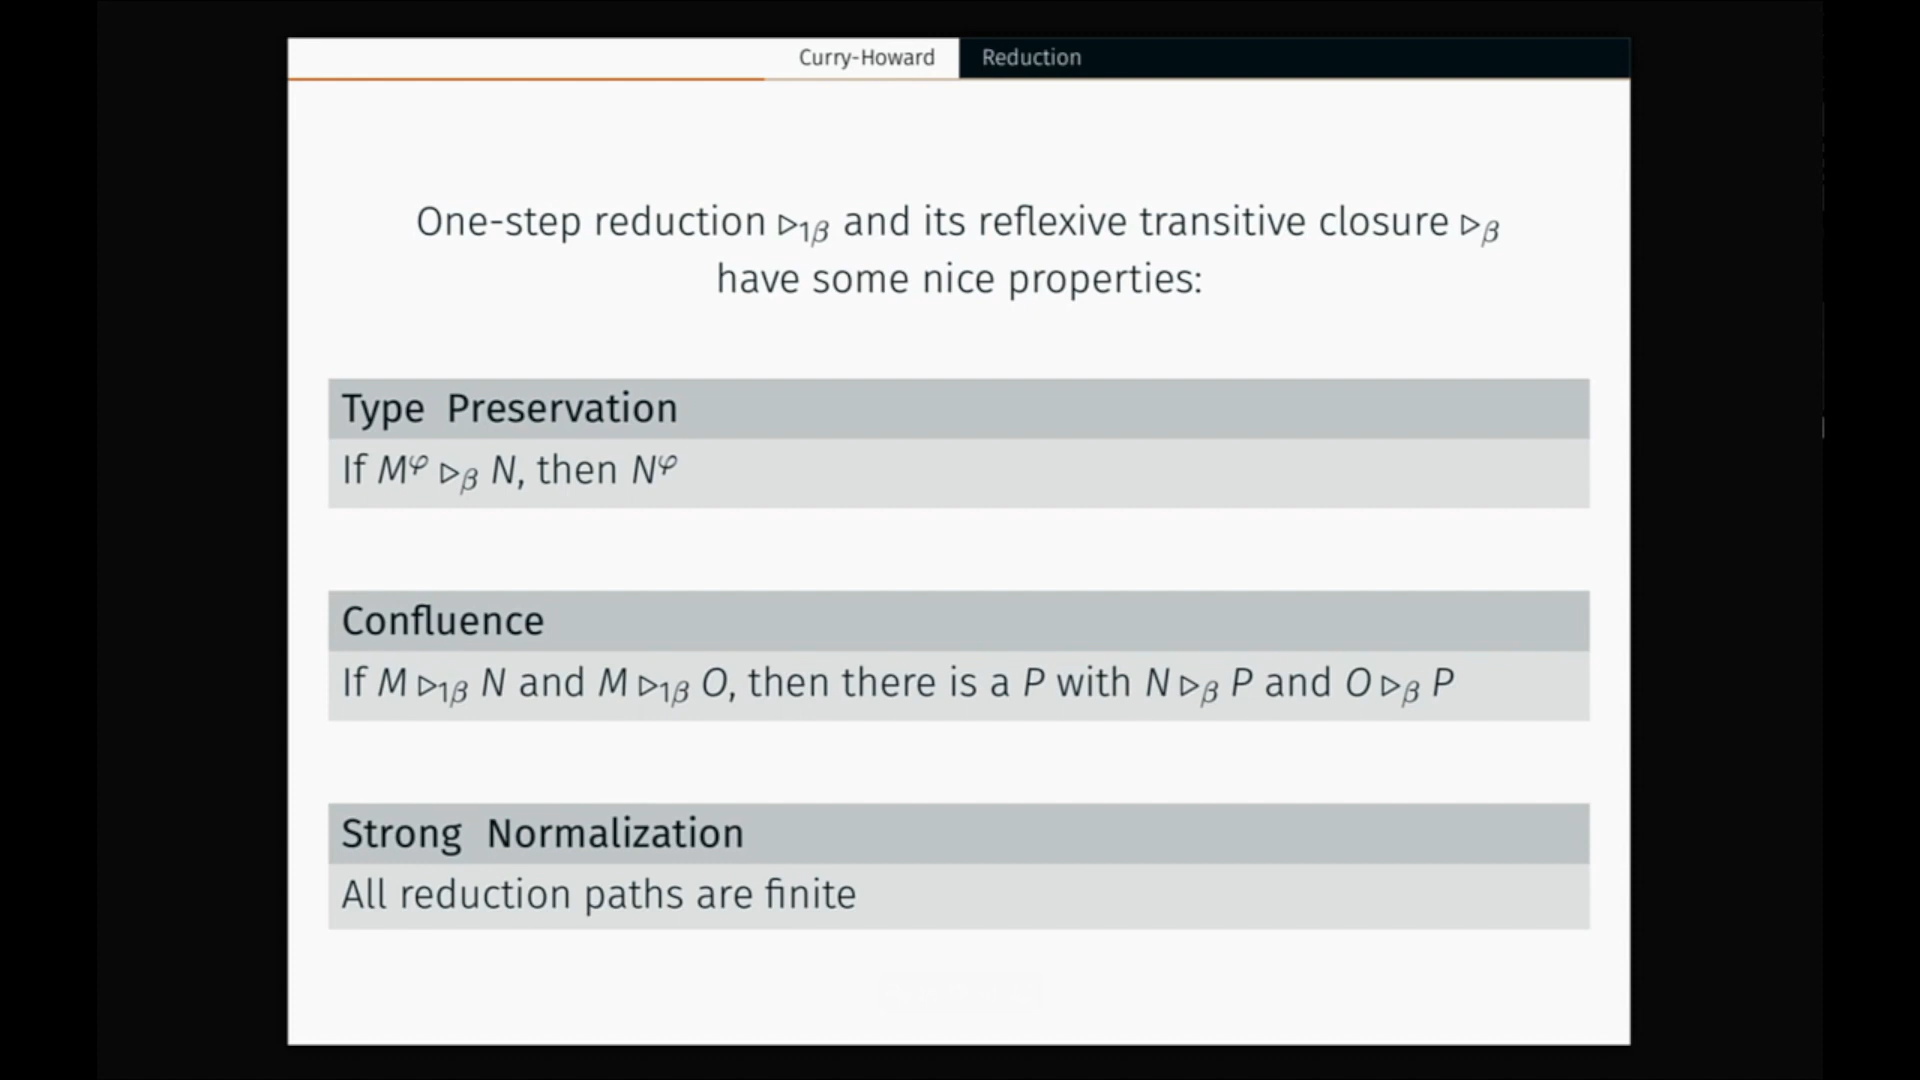 Curry-Howard
Reduction
One-step reduction ▷1β and its reflexive transitive closure ▷β
have some nice properties:
Type Preservation
If Mφ ▷β N, then Nφ
Confluence
If M ▷1β N and M ▷1β O, then there is a P with N ▷β P and O ▷β P
Strong Normalization
All reduction paths are finite